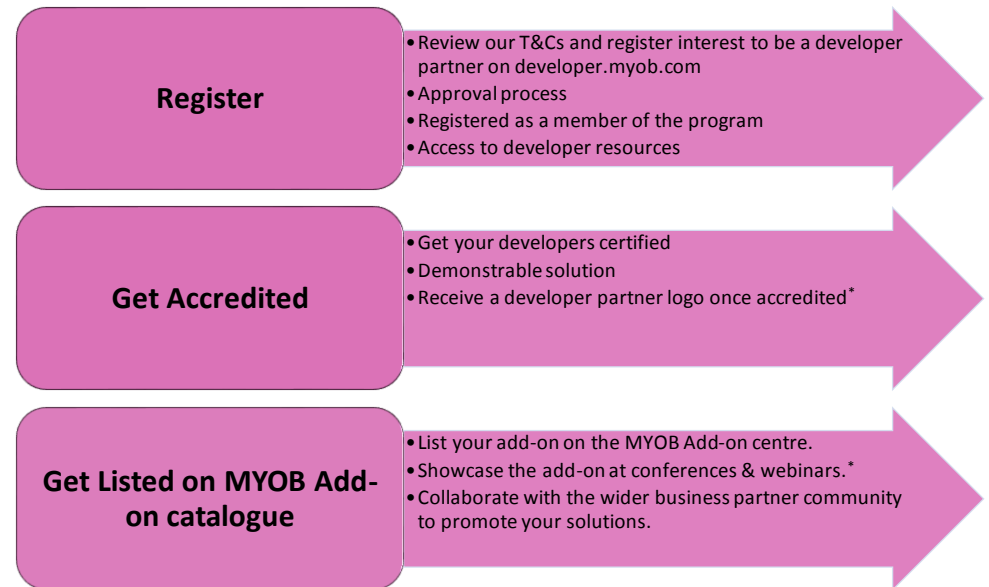 Register
•Review our T&Cs and register interest to be a developer
partner on developer.myob.com
•Approval process
•Registered as a member of the program
•Access to developer resources
Get Accredited
•Get your developers certified
•Demonstrable solution
•Receive a developer partner logo once accredited*
Get Listed on MYOB Add-
on catalogue
•List your add-on on the MYOB Add-on centre.
•Showcase the add-on at conferences & webinars.*
•Collaborate with the wider business partner community
to promote your solutions.